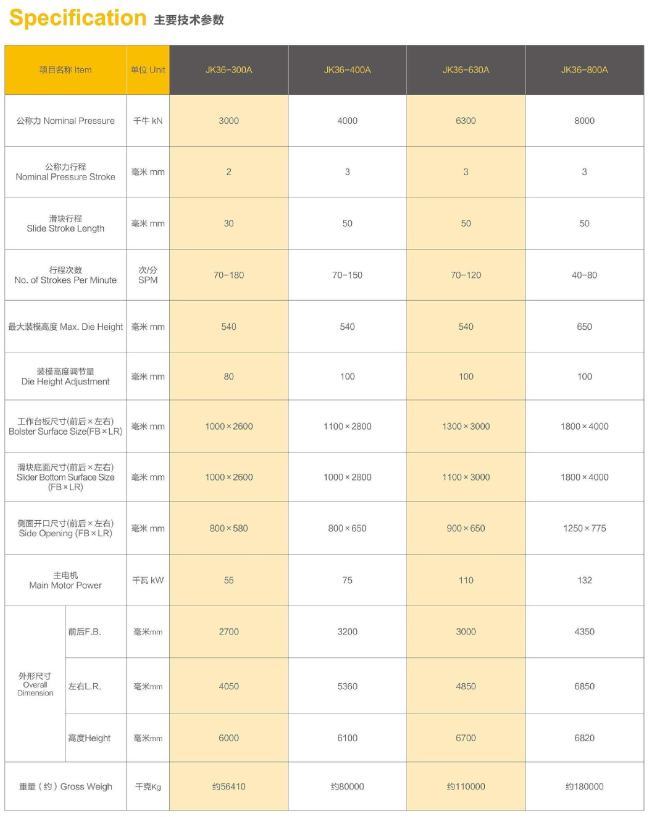 Specification 主要技术参数
项目名称 Item 单位 Unit JK36-300A JK36-400A JK36-630A JK36-800A
公称力 Nominal Pressure 千牛 kN 3000 4000 6300 8000
公称力行程
Nominal Pressure Stroke 毫米 mm 2 3 3 3
滑块行程
Slide Stroke Length 毫米 mm 30 50 50 50
行程次数
No. of Strokes Per Minute 次/分
SPM 70-180 70-150 70-120 40-80
最大装模高度 Max. Die Height 毫米 mm 540 540 540 650
装模高度调节量
Die Height Adjustment 毫米 mm 80 100 100 100
工作台板尺寸(前后×左右)
Bolster Surface Size(FB×LR) 毫米 mm 1000×2600 1100×2800 1300×3000 1800×4000
滑块底面尺寸(前后×左右)
Slider Bottom Surface Size
(FB×LR) 毫米 mm 1000×2600 1000×2800 1100×3000 1800×4000
侧面开口尺寸(前后×左右)
Side Opening (FB×LR) 毫米 mm 800×580 800×650 900×650 1250×775
主电机
Main Motor Power 千瓦 kW 55 75 110 132
外形尺寸
Overall
Dimension
前后F.B. 毫米mm 2700 3200 3000 4350
左右L.R. 毫米mm 4050 5360 4850 6850
高度Height 毫米mm 6000 6100 6700 6820
重量（约）Gross Weigh 千克Kg 约56410 约80000 约110000 约180000